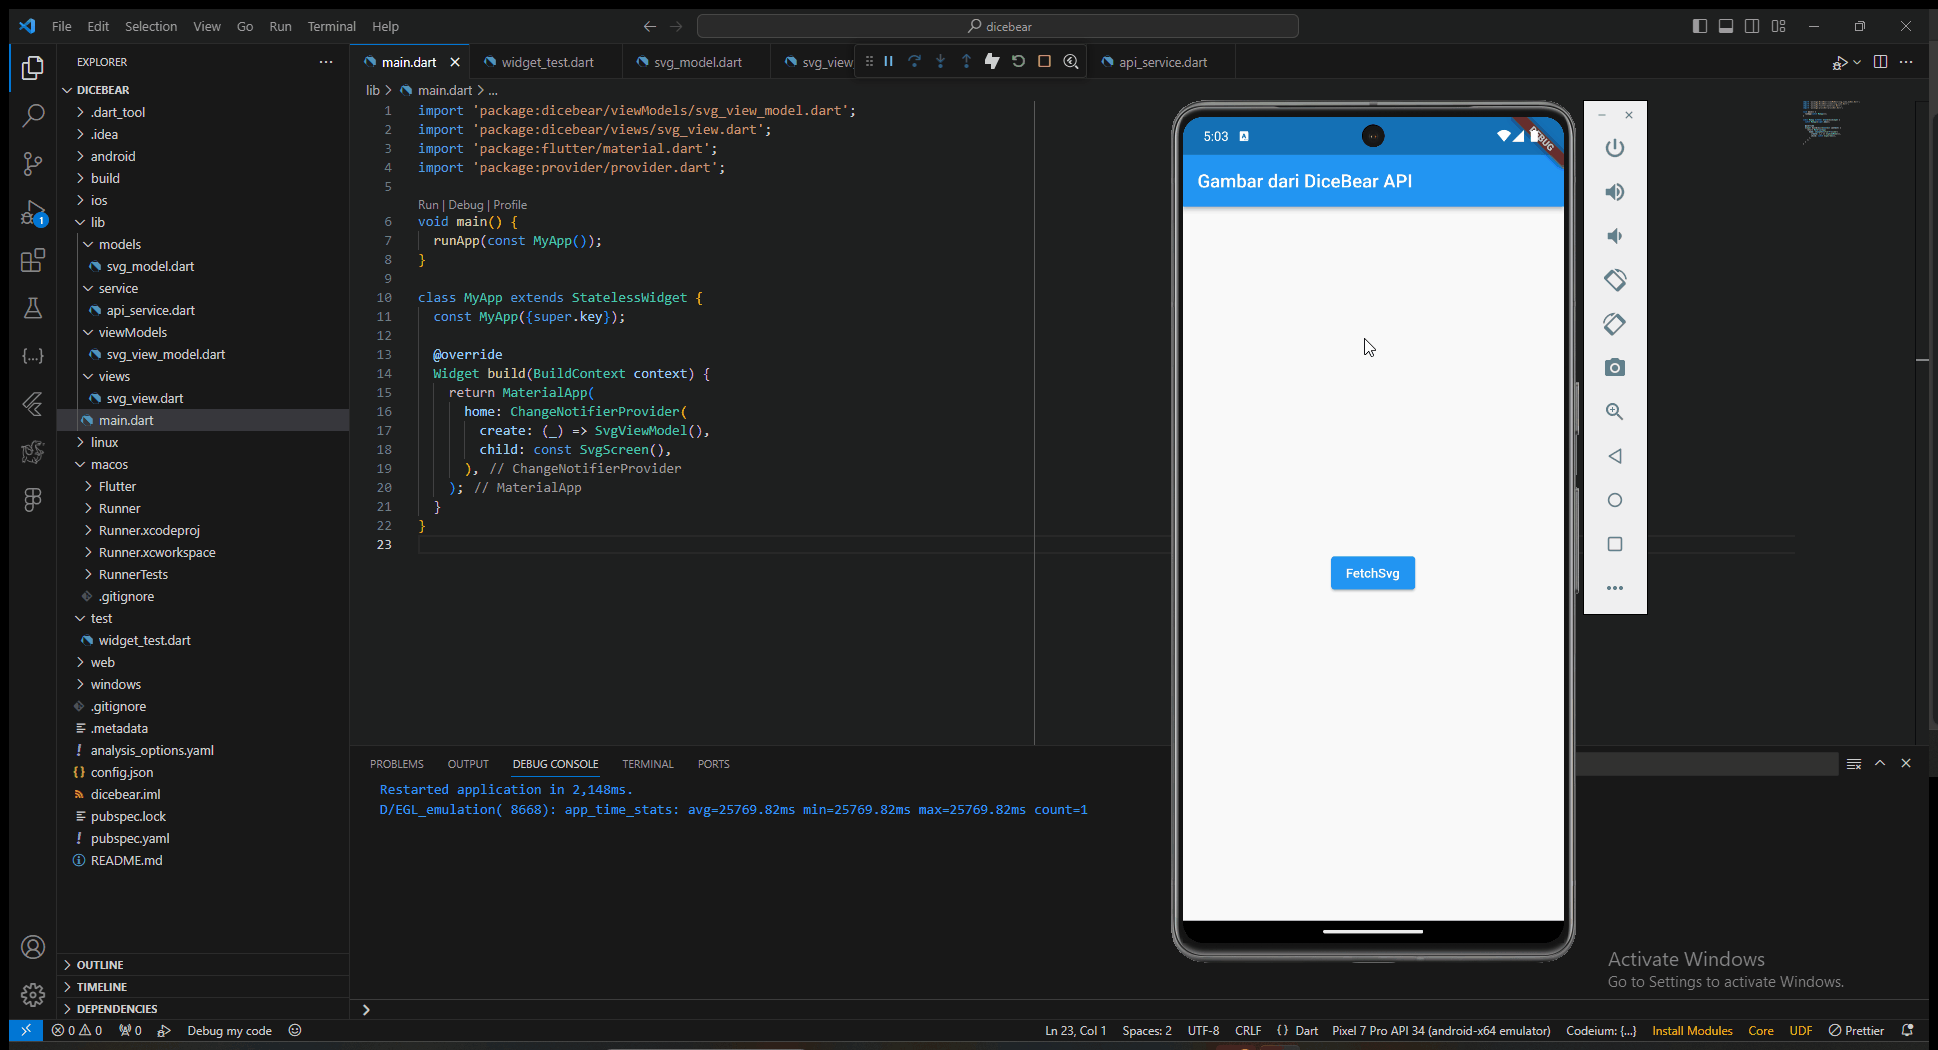 File Edit Selection View Go Run Terminal Help
dicebear
EXPLORER
DICEBEAR
.dart_tool
.idea
android
build
ios
lib
models
svg_model.dart
service
api_service.dart
viewModels
svg_view_model.dart
views
svg_view.dart
main.dart
linux
macos
Flutter
Runner
Runner.xcodeproj
Runner.xcworkspace
RunnerTests
.gitignore
test
widget_test.dart
web
windows
.gitignore
.metadata
analysis_options.yaml
config.json
dicebear.iml
pubspec.lock
pubspec.yaml
README.md
OUTLINE
TIMELINE
DEPENDENCIES
1
main.dart widget_test.dart svg_model.dart svg_view api_service.dart
lib > main.dart > ...
1 import 'package:dicebear/viewModels/svg_view_model.dart';
2 import 'package:dicebear/views/svg_view.dart';
3 import 'package:flutter/material.dart';
4 import 'package:provider/provider.dart';
5
Run | Debug | Profile
6 void main() {
7 runApp(const MyApp());
8 }
9
10 class MyApp extends StatelessWidget {
11 const MyApp({super.key});
12
13 @override
14 Widget build(BuildContext context) {
15 return MaterialApp(
16 home: ChangeNotifierProvider(
17 create: (_) => SvgViewModel(),
18 child: const SvgScreen(),
19 ), // ChangeNotifierProvider
20 ); // MaterialApp
21 }
22 }
23
5:03
DEBUG
Gambar dari DiceBear API
FetchSvg
PROBLEMS OUTPUT DEBUG CONSOLE TERMINAL PORTS
Restarted application in 2,148ms.
D/EGL_emulation( 8668): app_time_stats: avg=25769.82ms min=25769.82ms max=25769.82ms count=1
Activate Windows
Go to Settings to activate Windows.
0 0 0 Debug my code
Ln 23, Col 1 Spaces: 2 UTF-8 CRLF {} Dart Pixel 7 Pro API 34 (android-x64 emulator) Codeium: {...} Install Modules Core UDF Prettier